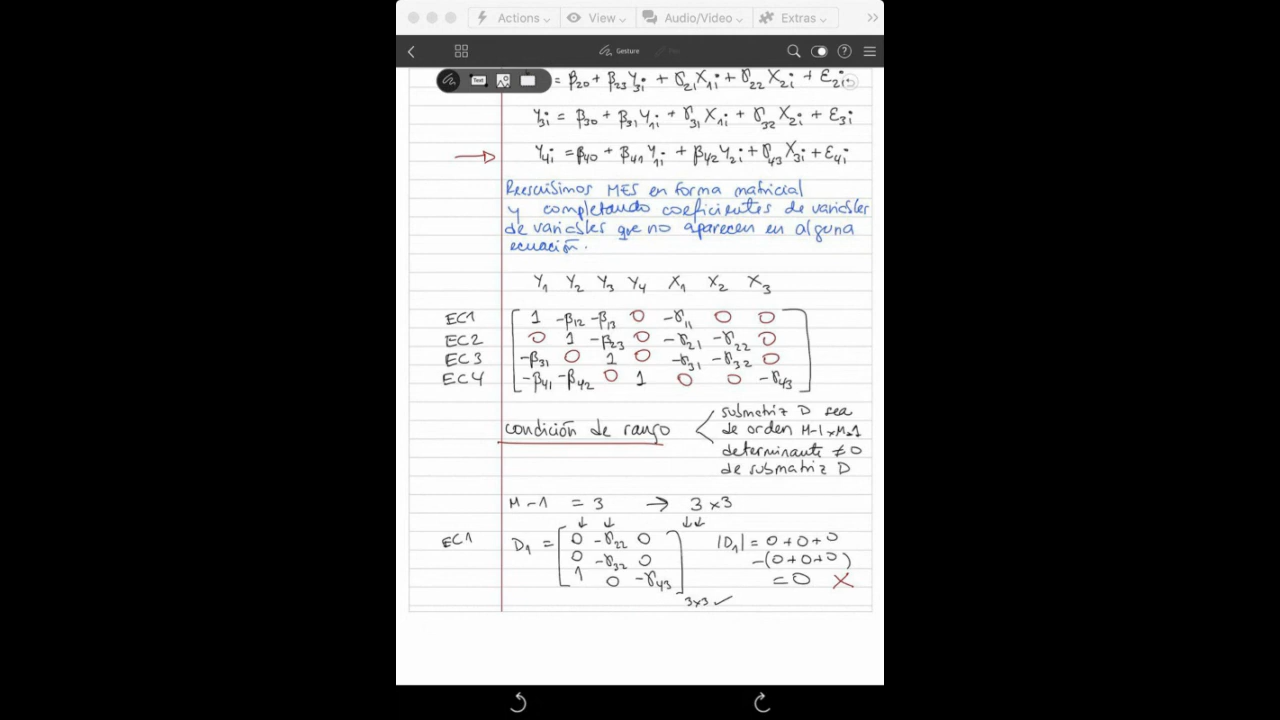 Actions View Audio/Video Extras »
Gesture
Text
= β20 + β23 Y3i + γ21 X1i + γ22 X2i + ε2i
Y3i = β30 + β31 Y1i + γ31 X1i + γ32 X2i + ε3i
Y4i = β40 + β41 Y1i + β42 Y2i + γ43 X3i + ε4i
Reescribimos MES en forma matricial
y completando coeficientes de variables
de variables que no aparecen en alguna
ecuación.
Y1 Y2 Y3 Y4 X1 X2 X3
EC1 1 -β12 -β13 0 -γ11 0 0
EC2 0 1 -β23 0 -γ21 -γ22 0
EC3 -β31 0 1 0 -γ31 -γ32 0
EC4 -β41 -β42 0 1 0 0 -γ43
condición de rango < submatriz D sea
de orden M-1xM-1
determinante ≠ 0
de submatriz D
M-1 = 3 → 3x3
↓ ↓ ↓↓
EC1 D1 = 0 -γ22 0 |D1| = 0+0+0
0 -γ32 0 -(0+0+0)
1 0 -γ43 = 0 X
3x3 ✓